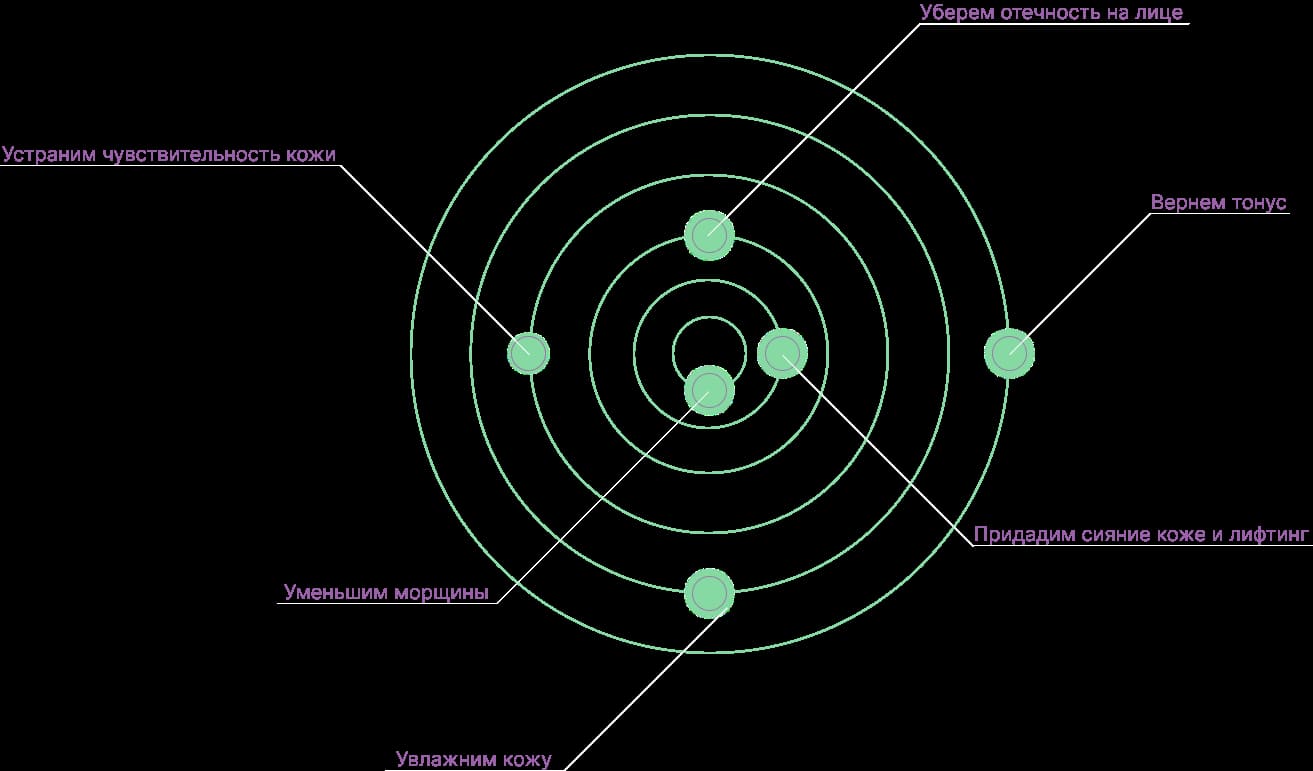 Уберем отечность на лице
Устраним чувствительность кожи
Вернем тонус
Придадим сияние коже и лифтинг
Уменьшим морщины
Увлажним кожу